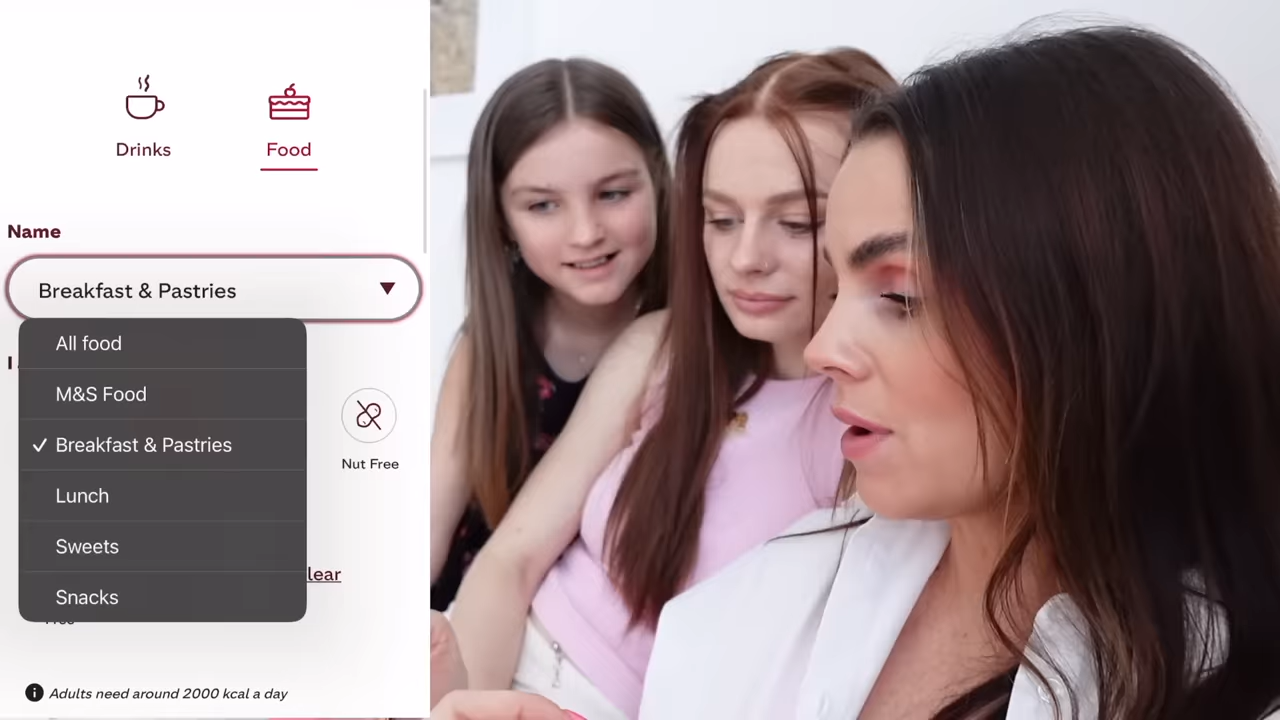 Drinks
Food
Name
Breakfast & Pastries
All food
M&S Food
Breakfast & Pastries
Lunch
Sweets
Snacks
I
Nut Free
lear
Adults need around 2000 kcal a day